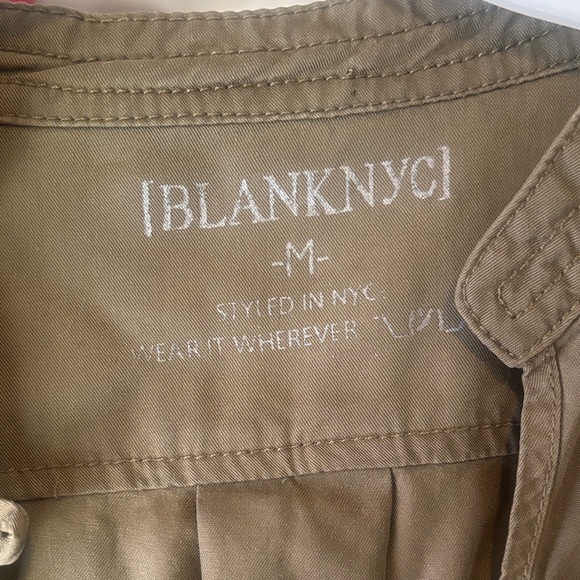 [BLANKNYC]
-M-
STYLED IN NYC
WEAR IT WHEREVER